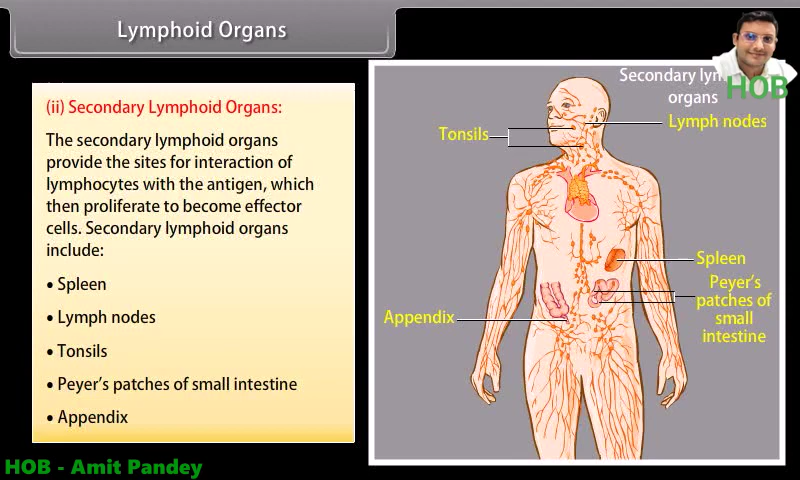 Lymphoid Organs
(ii) Secondary Lymphoid Organs:
The secondary lymphoid organs
provide the sites for interaction of
lymphocytes with the antigen, which
then proliferate to become effector
cells. Secondary lymphoid organs
include:
• Spleen
• Lymph nodes
• Tonsils
• Peyer's patches of small intestine
• Appendix
Secondary lym
organs
HOB
Lymph nodes
Tonsils
Spleen
Peyer's
patches of
small
intestine
Appendix
HOB - Amit Pandey